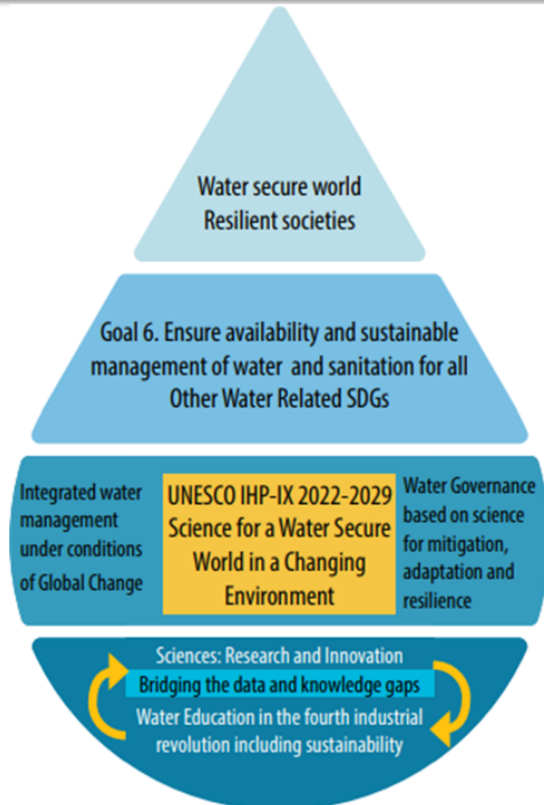 Water secure world
Resilient societies
Goal 6. Ensure availability and sustainable
management of water and sanitation for all
Other Water Related SDGs
Integrated water
management
under conditions
of Global Change
UNESCO IHP-IX 2022-2029
Science for a Water Secure
World in a Changing
Environment
Water Governance
based on science
for mitigation,
adaptation and
resilience
Sciences: Research and Innovation
Bridging the data and knowledge gaps
Water Education in the fourth industrial
revolution including sustainability